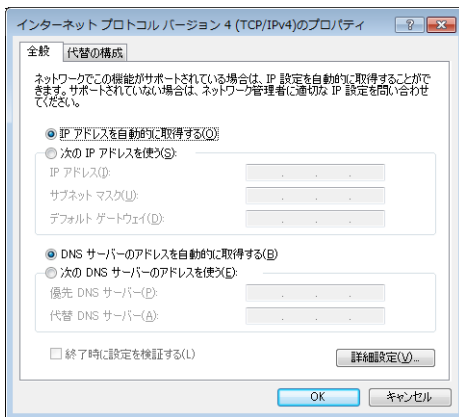 インターネット プロトコル バージョン 4 (TCP/IPv4)のプロパティ
全般 代替の構成
ネットワークでこの機能がサポートされている場合は、IP 設定を自動的に取得することがで
きます。サポートされていない場合は、ネットワーク管理者に適切な IP 設定を問い合わせ
てください。
IP アドレスを自動的に取得する(O)
次の IP アドレスを使う(S):
IP アドレス(I):
サブネット マスク(U):
デフォルト ゲートウェイ(D):
DNS サーバーのアドレスを自動的に取得する(B)
次の DNS サーバーのアドレスを使う(E):
優先 DNS サーバー(P):
代替 DNS サーバー(A):
終了時に設定を検証する(L)
詳細設定(V)...
OK キャンセル